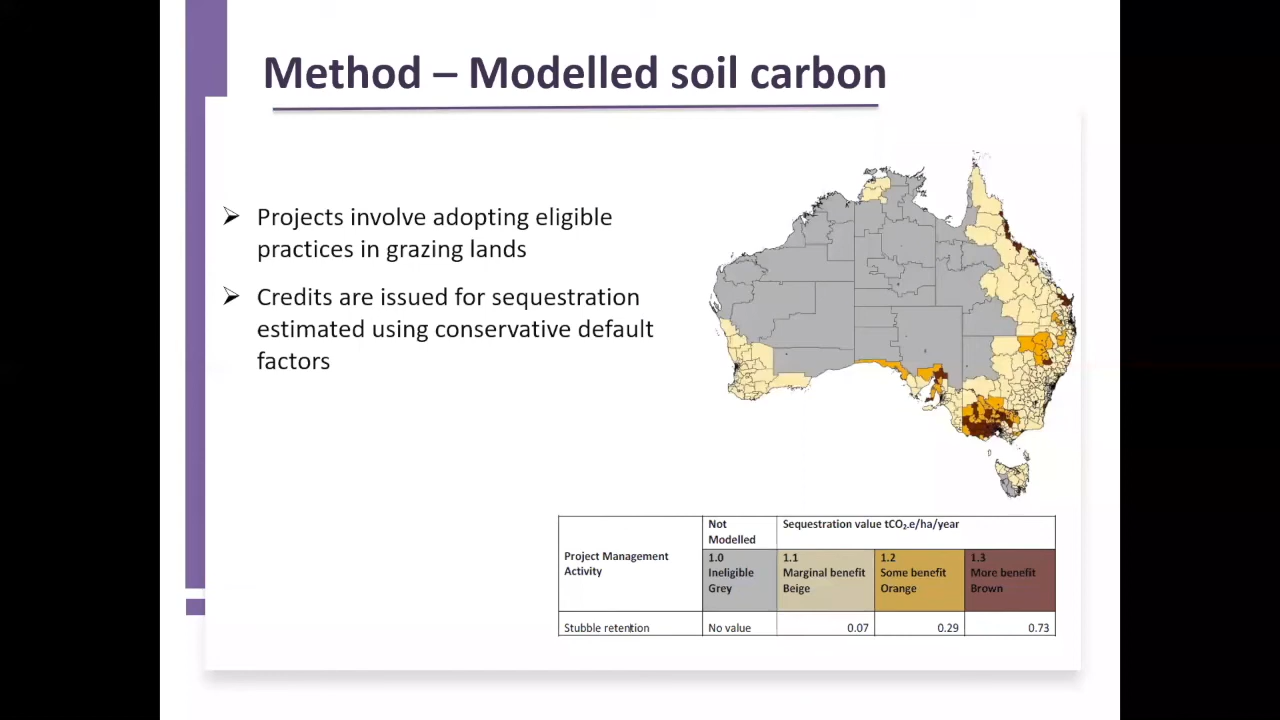 Method – Modelled soil carbon
Projects involve adopting eligible
practices in grazing lands
Credits are issued for sequestration
estimated using conservative default
factors
Project Management
Activity
Not
Modelled
Sequestration value tCO₂.e/ha/year
1.0
Ineligible
Grey
1.1
Marginal benefit
Beige
1.2
Some benefit
Orange
1.3
More benefit
Brown
Stubble retention No value 0.07 0.29 0.73